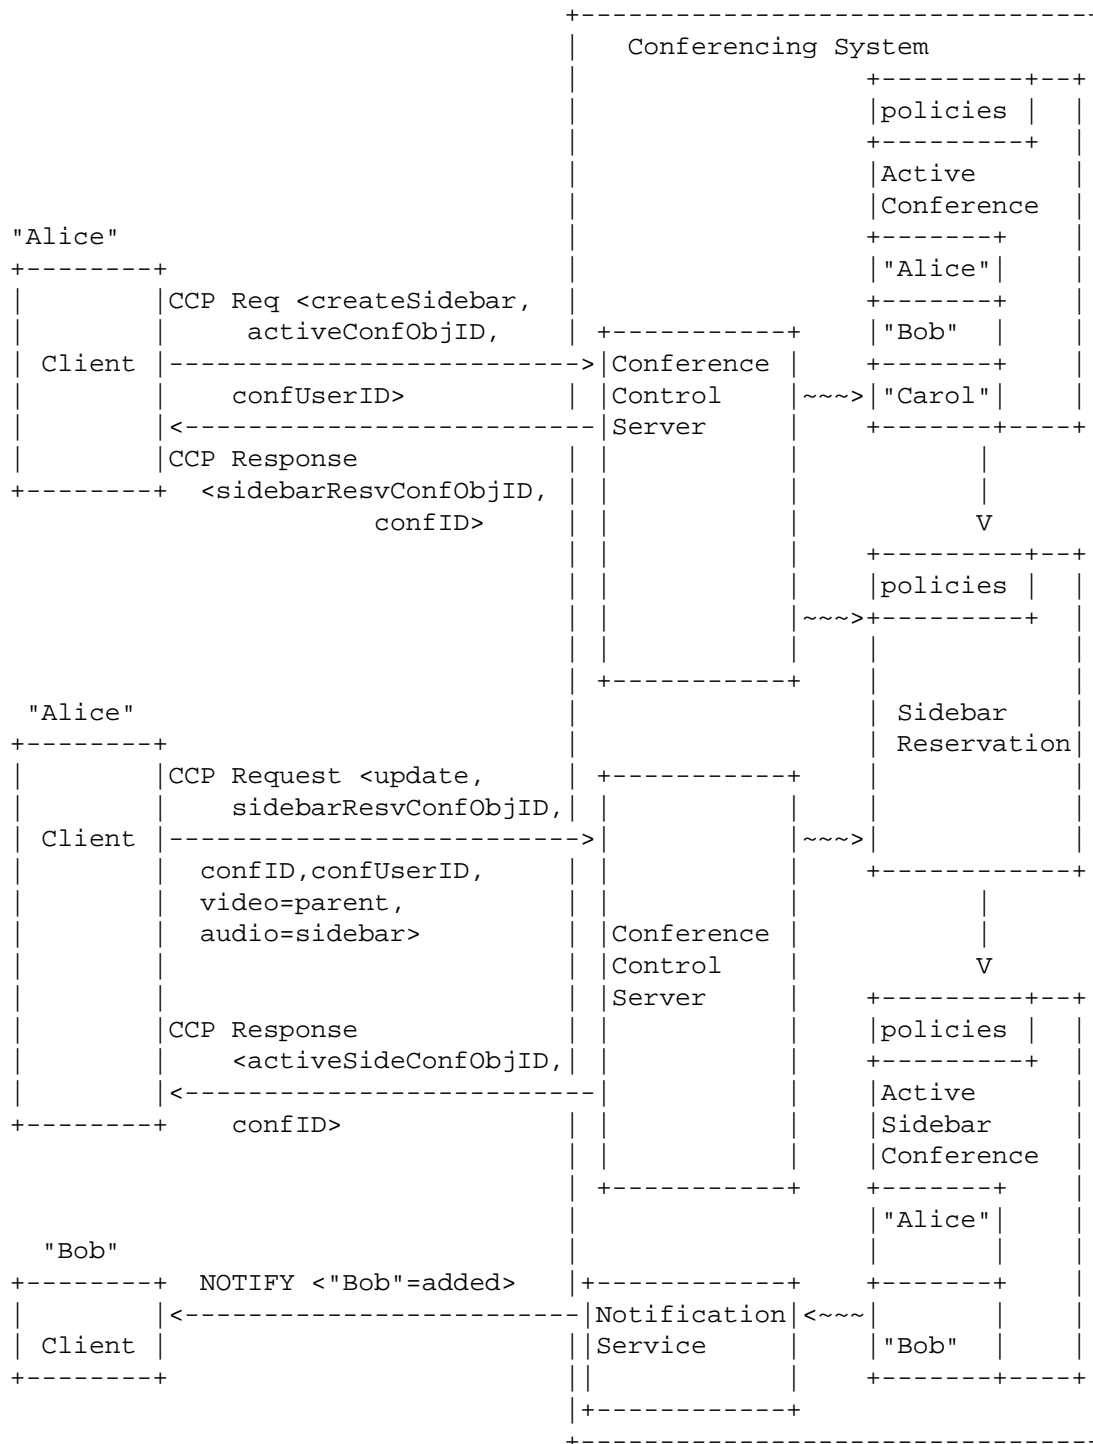 Conferencing System
policies
Active
Conference
"Alice"
"Alice"
CCP Req <createSidebar,
activeConfObjID,
"Bob"
Client
Conference
confUserID>
Control
"Carol"
Server
CCP Response
<sidebarResvConfObjID,
confID>
V
policies
"Alice"
Sidebar
Reservation
CCP Request <update,
sidebarResvConfObjID,
Client
confID,confUserID,
video=parent,
audio=sidebar>
Conference
Control
V
Server
CCP Response
policies
<activeSideConfObjID,
Active
confID>
Sidebar
Conference
"Alice"
"Bob"
NOTIFY <"Bob"=added>
Notification
Client
Service
"Bob"